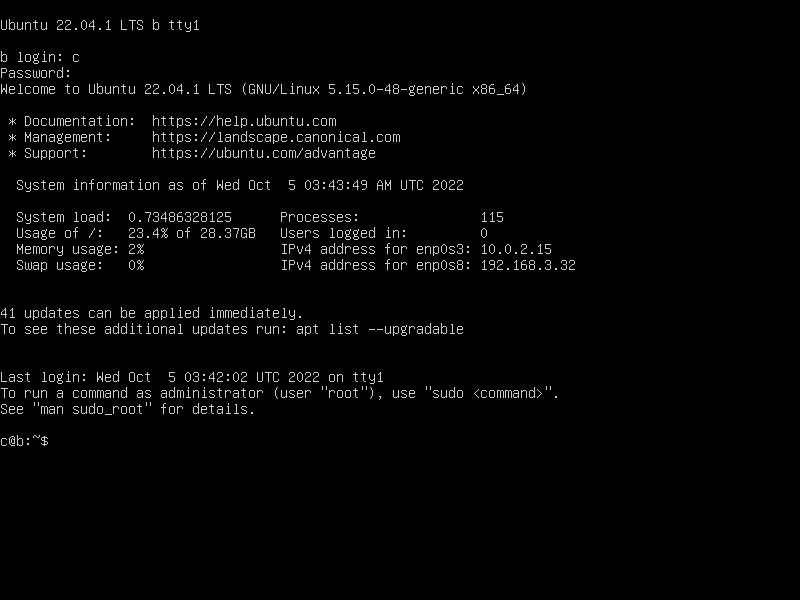 Ubuntu 22.04.1 LTS b tty1
b login: c
Password:
Welcome to Ubuntu 22.04.1 LTS (GNU/Linux 5.15.0-48-generic x86_64)
* Documentation:  https://help.ubuntu.com
* Management:     https://landscape.canonical.com
* Support:        https://ubuntu.com/advantage
System information as of Wed Oct  5 03:43:49 AM UTC 2022
System load:  0.73486328125      Processes:               115
Usage of /:   23.4% of 28.37GB   Users logged in:         0
Memory usage: 2%                 IPv4 address for enp0s3: 10.0.2.15
Swap usage:   0%                 IPv4 address for enp0s8: 192.168.3.32
41 updates can be applied immediately.
To see these additional updates run: apt list --upgradable
Last login: Wed Oct  5 03:42:02 UTC 2022 on tty1
To run a command as administrator (user "root"), use "sudo <command>".
See "man sudo_root" for details.
c@b:~$